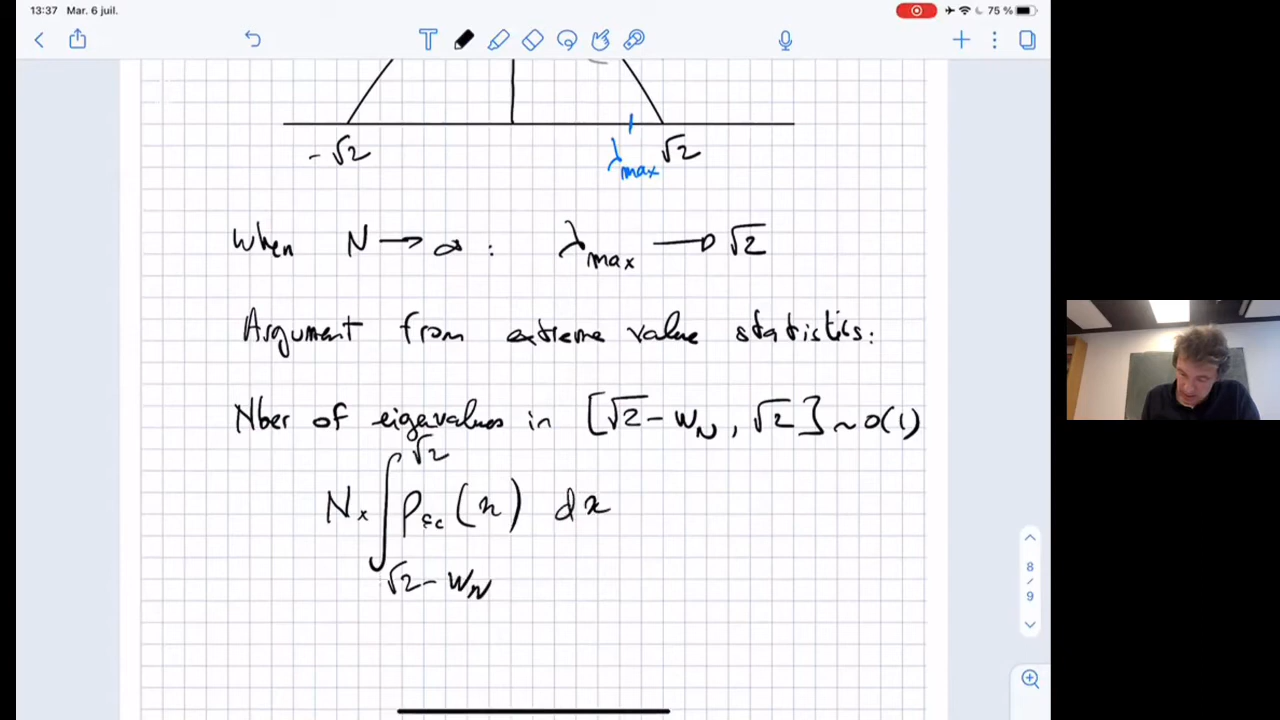 13:37 Mar. 6 juil. 75 %
- √2 λmax √2
When N → ∞ : λmax → √2
Argument from extreme value statistics:
Nber of eigevalues in [√2 - wN, √2] ~ O(1)
√2
N× ∫ ρsc (x) dx
√2 - wN
8
/
9